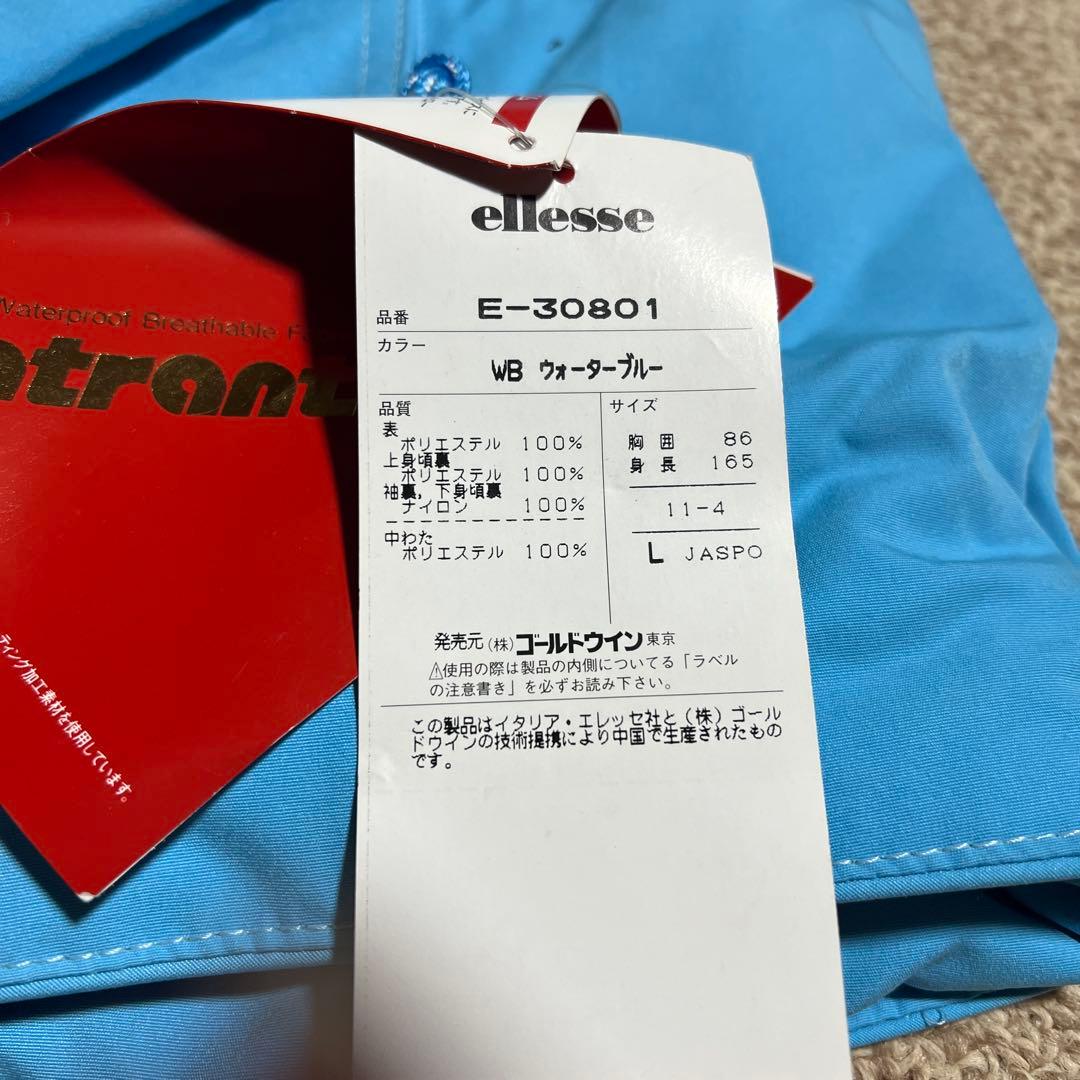 ellesse
品番 E-30801
カラー
WB ウォーターブルー
品質
表
ポリエステル 100%
上身頃裏
ポリエステル 100%
袖裏，下身頃裏
ナイロン 100%
中わた
ポリエステル 100%
サイズ
胸囲 86
身長 165
11-4
L JASPO
発売元 (株) ゴールドウイン 東京
⚠使用の際は製品の内側についてる「ラベル
の注意書き」を必ずお読み下さい。
この製品はイタリア・エレッセ社と（株）ゴール
ドウインの技術提携により中国で生産されたもの
です。
Waterproof Breathable
ntrant
ティング加工素材を使用しています。